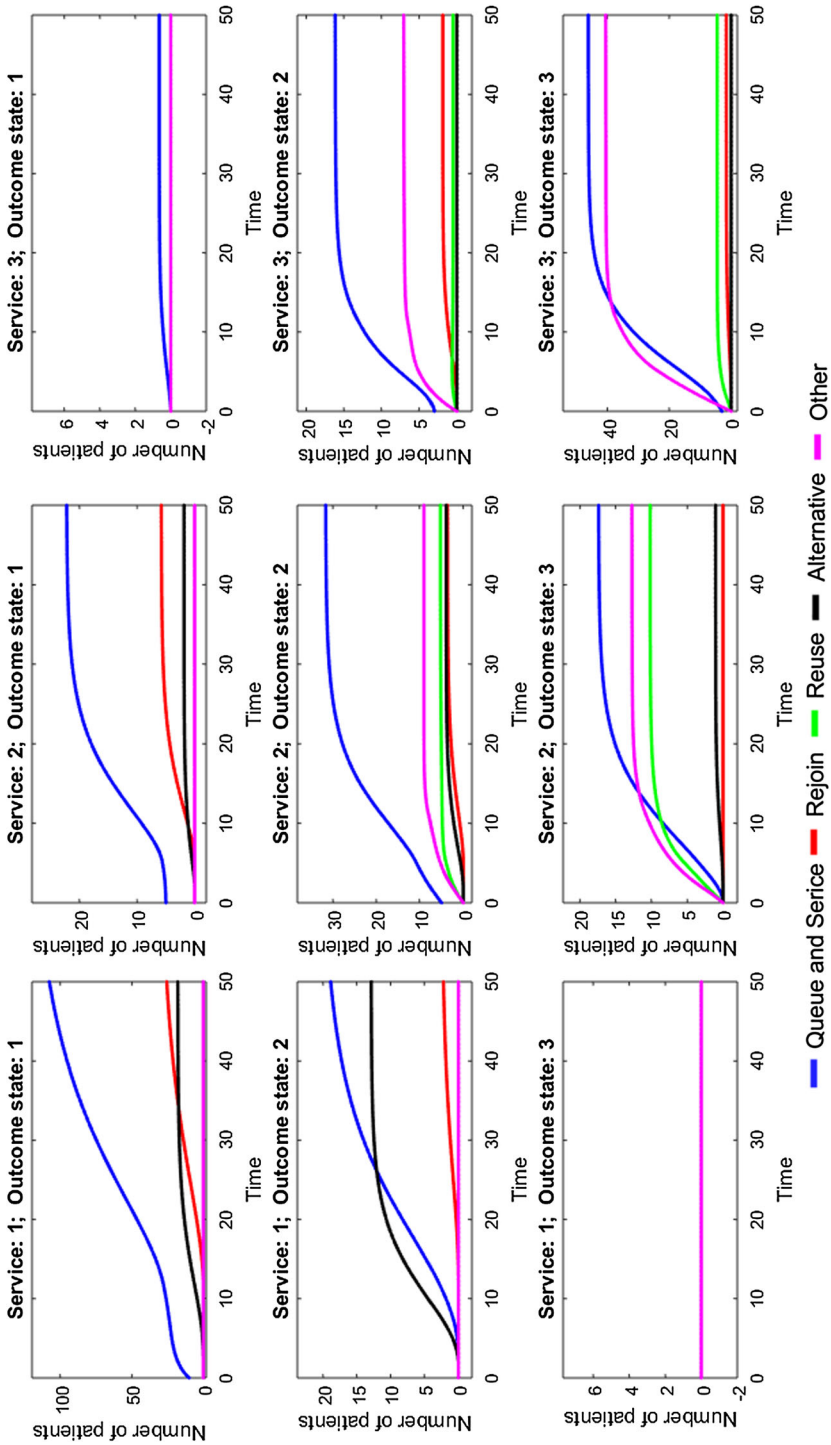 Service: 1; Outcome state: 1
Number of patients
100
50
0
0 10 20 30 40 50
Time
Service: 2; Outcome state: 1
Number of patients
20
10
0
0 10 20 30 40 50
Time
Service: 3; Outcome state: 1
Number of patients
6
4
2
0
-2
0 10 20 30 40 50
Time
Service: 1; Outcome state: 2
Number of patients
20
15
10
5
0
0 10 20 30 40 50
Time
Service: 2; Outcome state: 2
Number of patients
30
20
10
0
0 10 20 30 40 50
Time
Service: 3; Outcome state: 2
Number of patients
20
15
10
5
0
0 10 20 30 40 50
Time
Service: 1; Outcome state: 3
Number of patients
6
4
2
0
-2
0 10 20 30 40 50
Time
Service: 2; Outcome state: 3
Number of patients
20
15
10
5
0
0 10 20 30 40 50
Time
Service: 3; Outcome state: 3
Number of patients
40
20
0
0 10 20 30 40 50
Time
Queue and Serice Rejoin Reuse Alternative Other